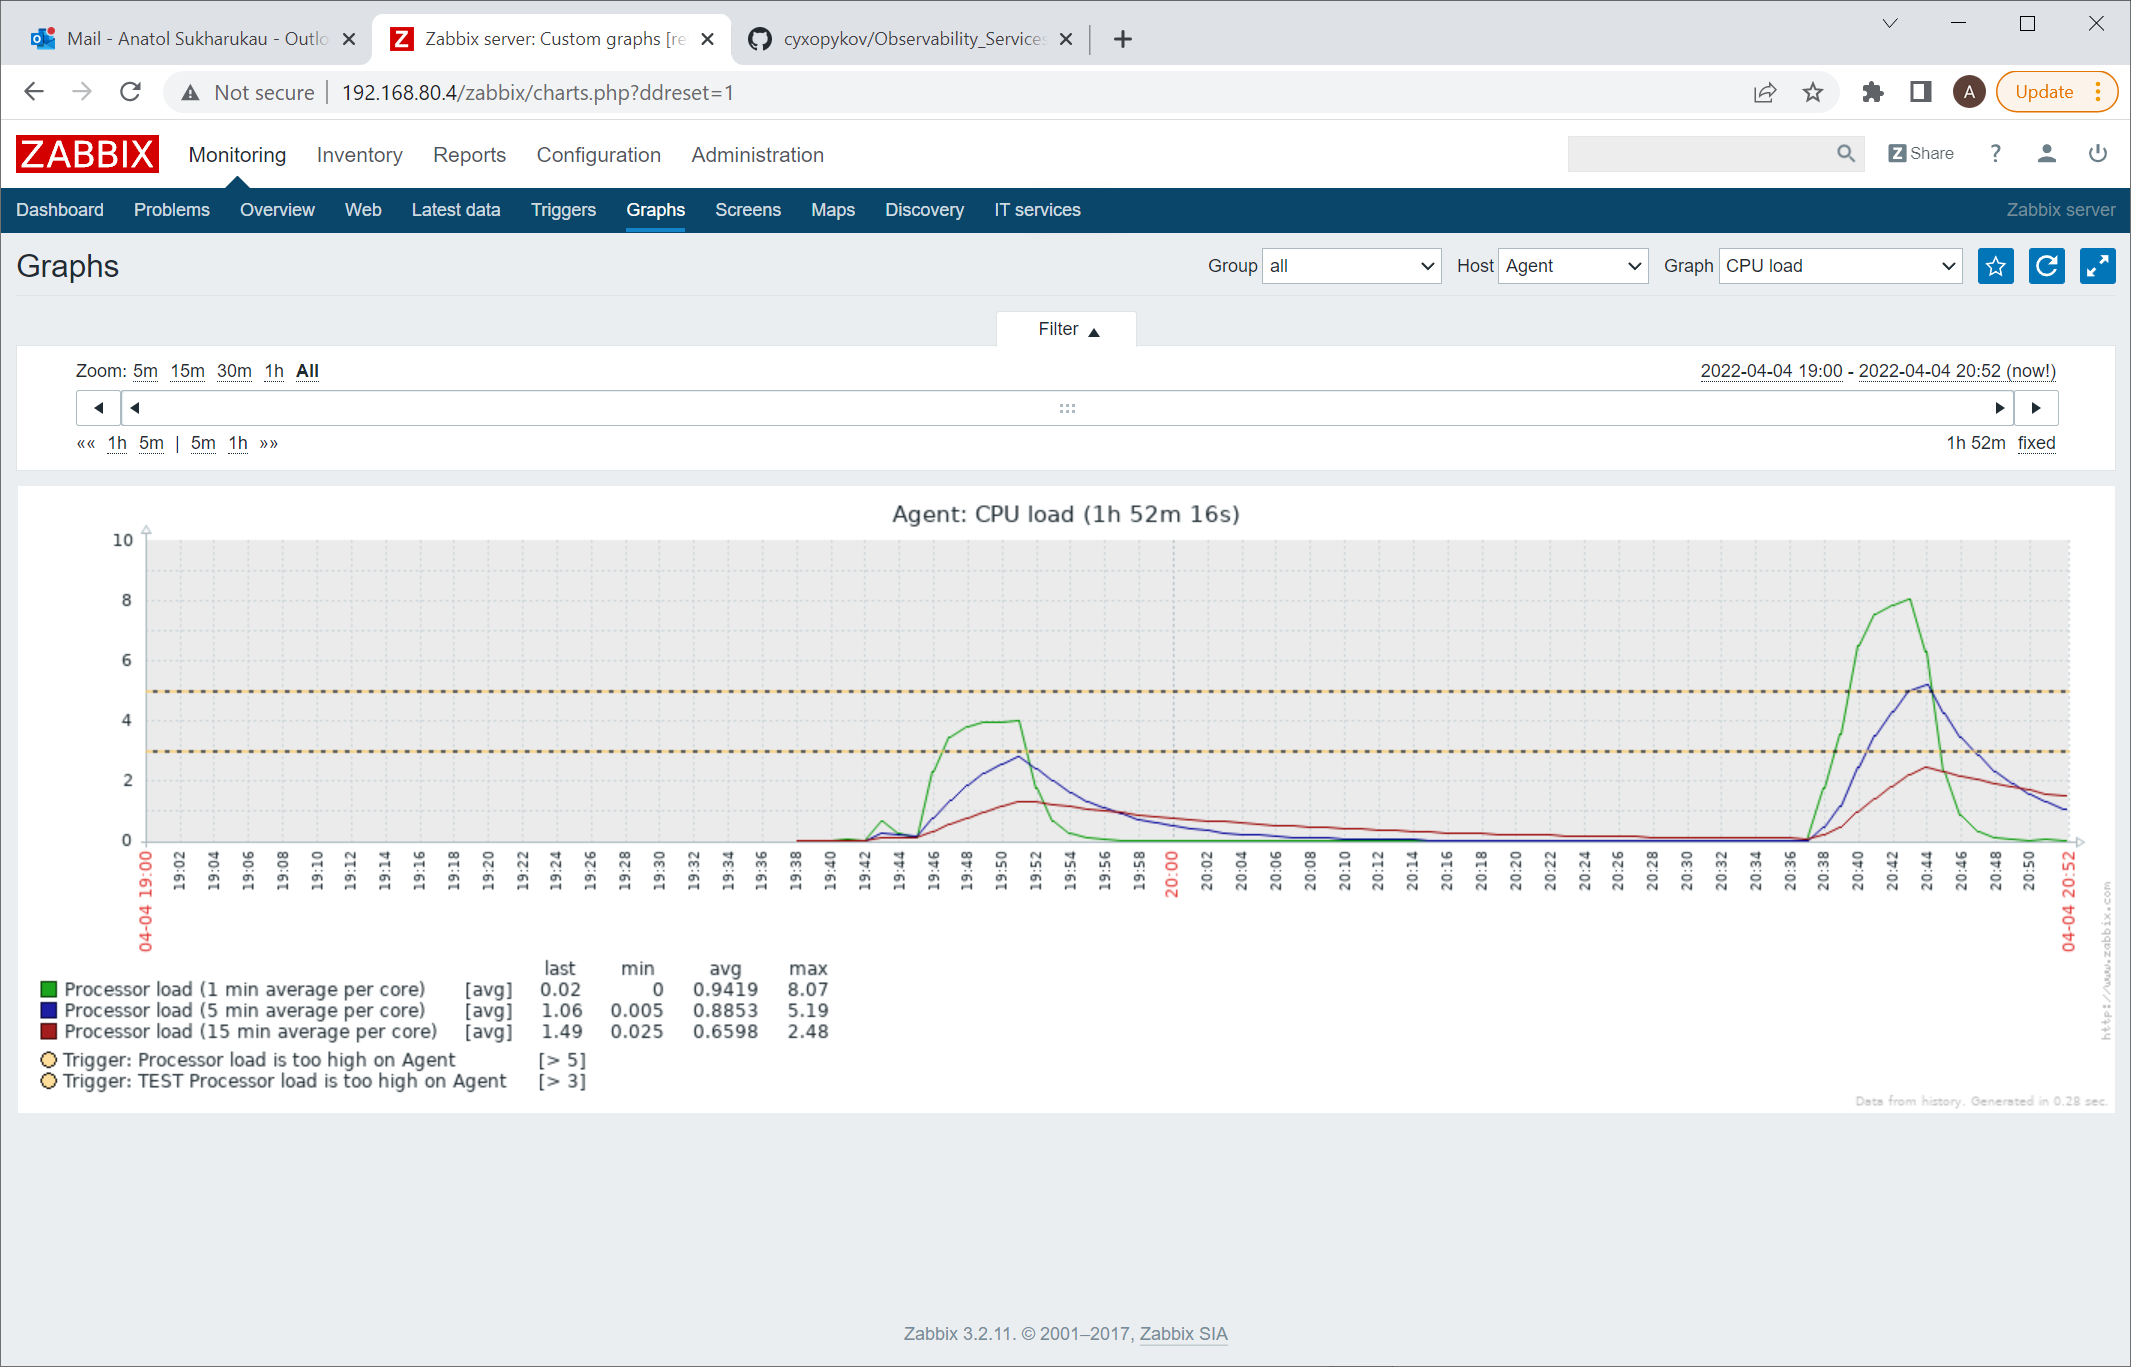 Mail - Anatol Sukharukau - Outlo
Zabbix server: Custom graphs [re
cyxopykov/Observability_Services
Not secure
192.168.80.4/zabbix/charts.php?ddreset=1
A
Update
ZABBIX
Monitoring Inventory Reports Configuration Administration
Z Share ?
Dashboard Problems Overview Web Latest data Triggers Graphs Screens Maps Discovery IT services
Zabbix server
Graphs
Group all Host Agent Graph CPU load
Filter ▲
Zoom: 5m 15m 30m 1h All
2022-04-04 19:00 - 2022-04-04 20:52 (now!)
«« 1h 5m | 5m 1h »»
1h 52m fixed
Agent: CPU load (1h 52m 16s)
10
8
6
4
2
0
04-04 19:00 19:02 19:04 19:06 19:08 19:10 19:12 19:14 19:16 19:18 19:20 19:22 19:24 19:26 19:28 19:30 19:32 19:34 19:36 19:38 19:40 19:42 19:44 19:46 19:48 19:50 19:52 19:54 19:56 19:58 20:00 20:02 20:04 20:06 20:08 20:10 20:12 20:14 20:16 20:18 20:20 20:22 20:24 20:26 20:28 20:30 20:32 20:34 20:36 20:38 20:40 20:42 20:44 20:46 20:48 20:50 04-04 20:52
http://www.zabbix.com
last min avg max
Processor load (1 min average per core) [avg] 0.02 0 0.9419 8.07
Processor load (5 min average per core) [avg] 1.06 0.005 0.8853 5.19
Processor load (15 min average per core) [avg] 1.49 0.025 0.6598 2.48
Trigger: Processor load is too high on Agent [> 5]
Trigger: TEST Processor load is too high on Agent [> 3]
Data from history. Generated in 0.28 sec.
Zabbix 3.2.11. © 2001–2017, Zabbix SIA